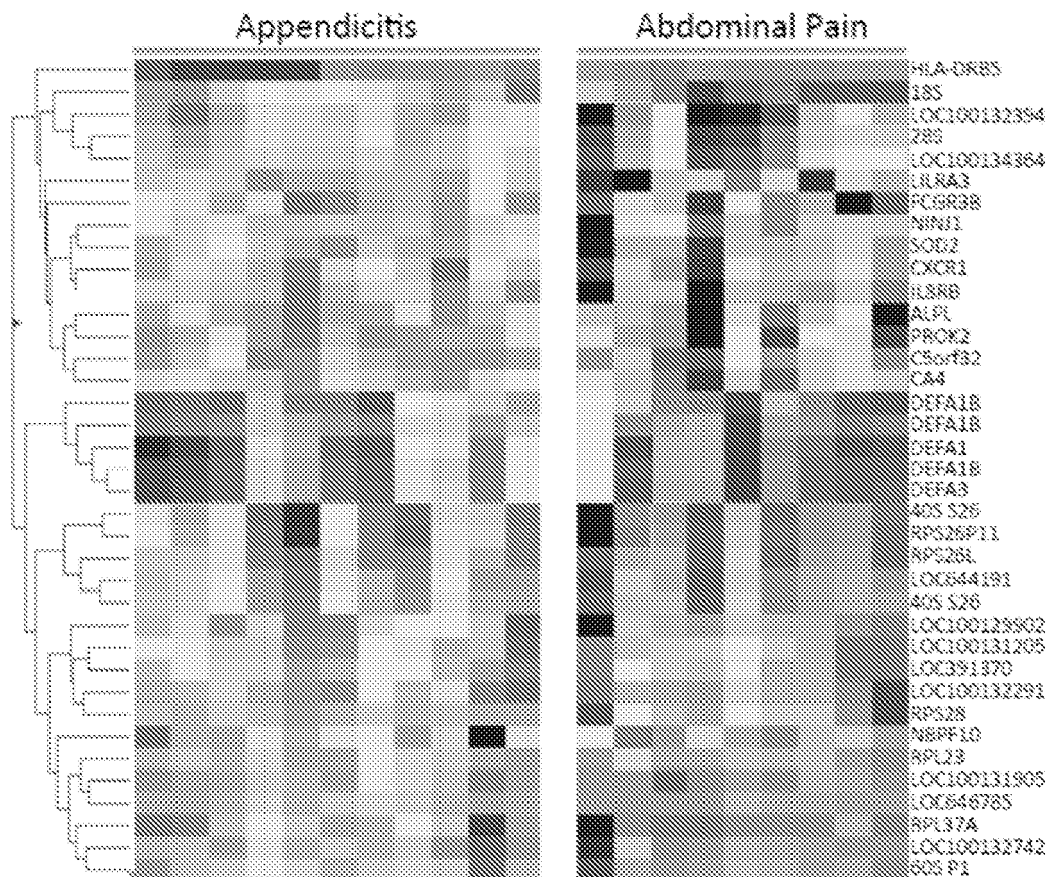 Appendicitis
Abdominal Pain
HLA-DRB5
18S
LOC100132394
28S
LOC100134364
LILRA3
FCGR3B
NINJ1
SOD2
CXCR1
IL8RB
ALPL
PROK2
C5orf32
CA4
DEFA1B
DEFA1B
DEFA1
DEFA1B
DEFA3
40S S26
RPS26P11
RPS26L
LOC644191
40S S26
LOC100129902
LOC100131205
LOC391370
LOC100132291
RPS28
NBPF10
RPL23
LOC100131905
LOC646785
RPL37A
LOC100132742
60S P1